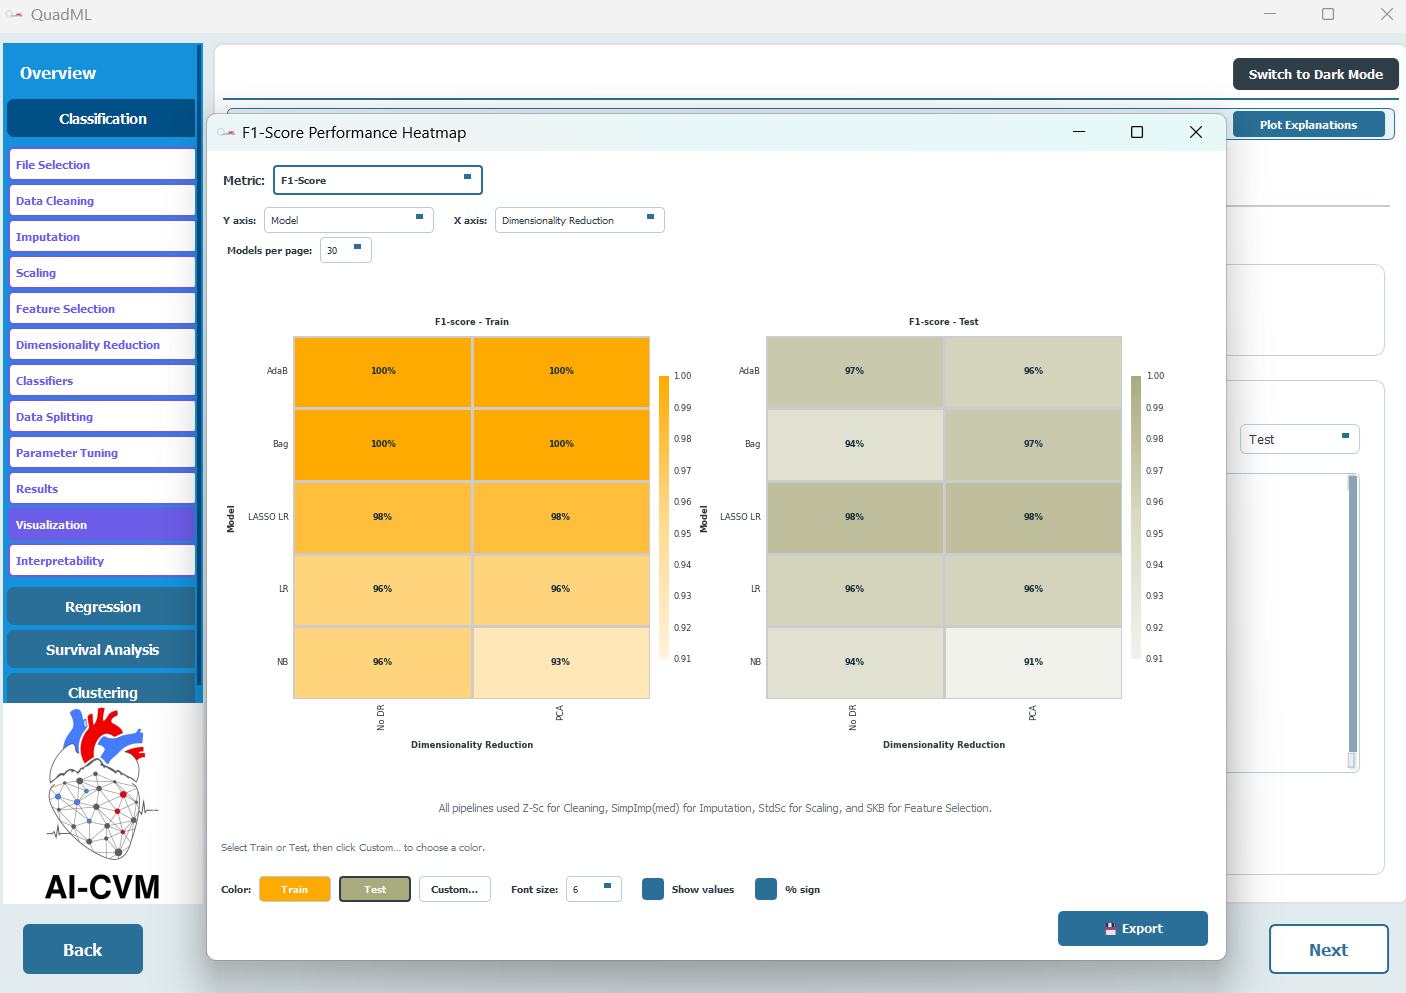 QuadML
Overview
Switch to Dark Mode
Classification
Plot Explanations
F1-Score Performance Heatmap
File Selection
Data Cleaning
Imputation
Scaling
Feature Selection
Dimensionality Reduction
Classifiers
Data Splitting
Parameter Tuning
Results
Visualization
Interpretability
Regression
Survival Analysis
Clustering
AI-CVM
Metric: F1-Score
Y axis: Model X axis: Dimensionality Reduction
Models per page: 30
F1-score - Train
AdaB 100% 100%
Bag 100% 100%
LASSO LR 98% 98%
LR 96% 96%
NB 96% 93%
Model
No DR PCA
Dimensionality Reduction
1.00
0.99
0.98
0.97
0.96
0.95
0.94
0.93
0.92
0.91
F1-score - Test
AdaB 97% 96%
Bag 94% 97%
LASSO LR 98% 98%
LR 96% 96%
NB 94% 91%
Model
No DR PCA
Dimensionality Reduction
1.00
0.99
0.98
0.97
0.96
0.95
0.94
0.93
0.92
0.91
All pipelines used Z-Sc for Cleaning, SimpImp(med) for Imputation, StdSc for Scaling, and SKB for Feature Selection.
Select Train or Test, then click Custom... to choose a color.
Color: Train Test Custom... Font size: 6 Show values % sign
Export
Test
Back
Next